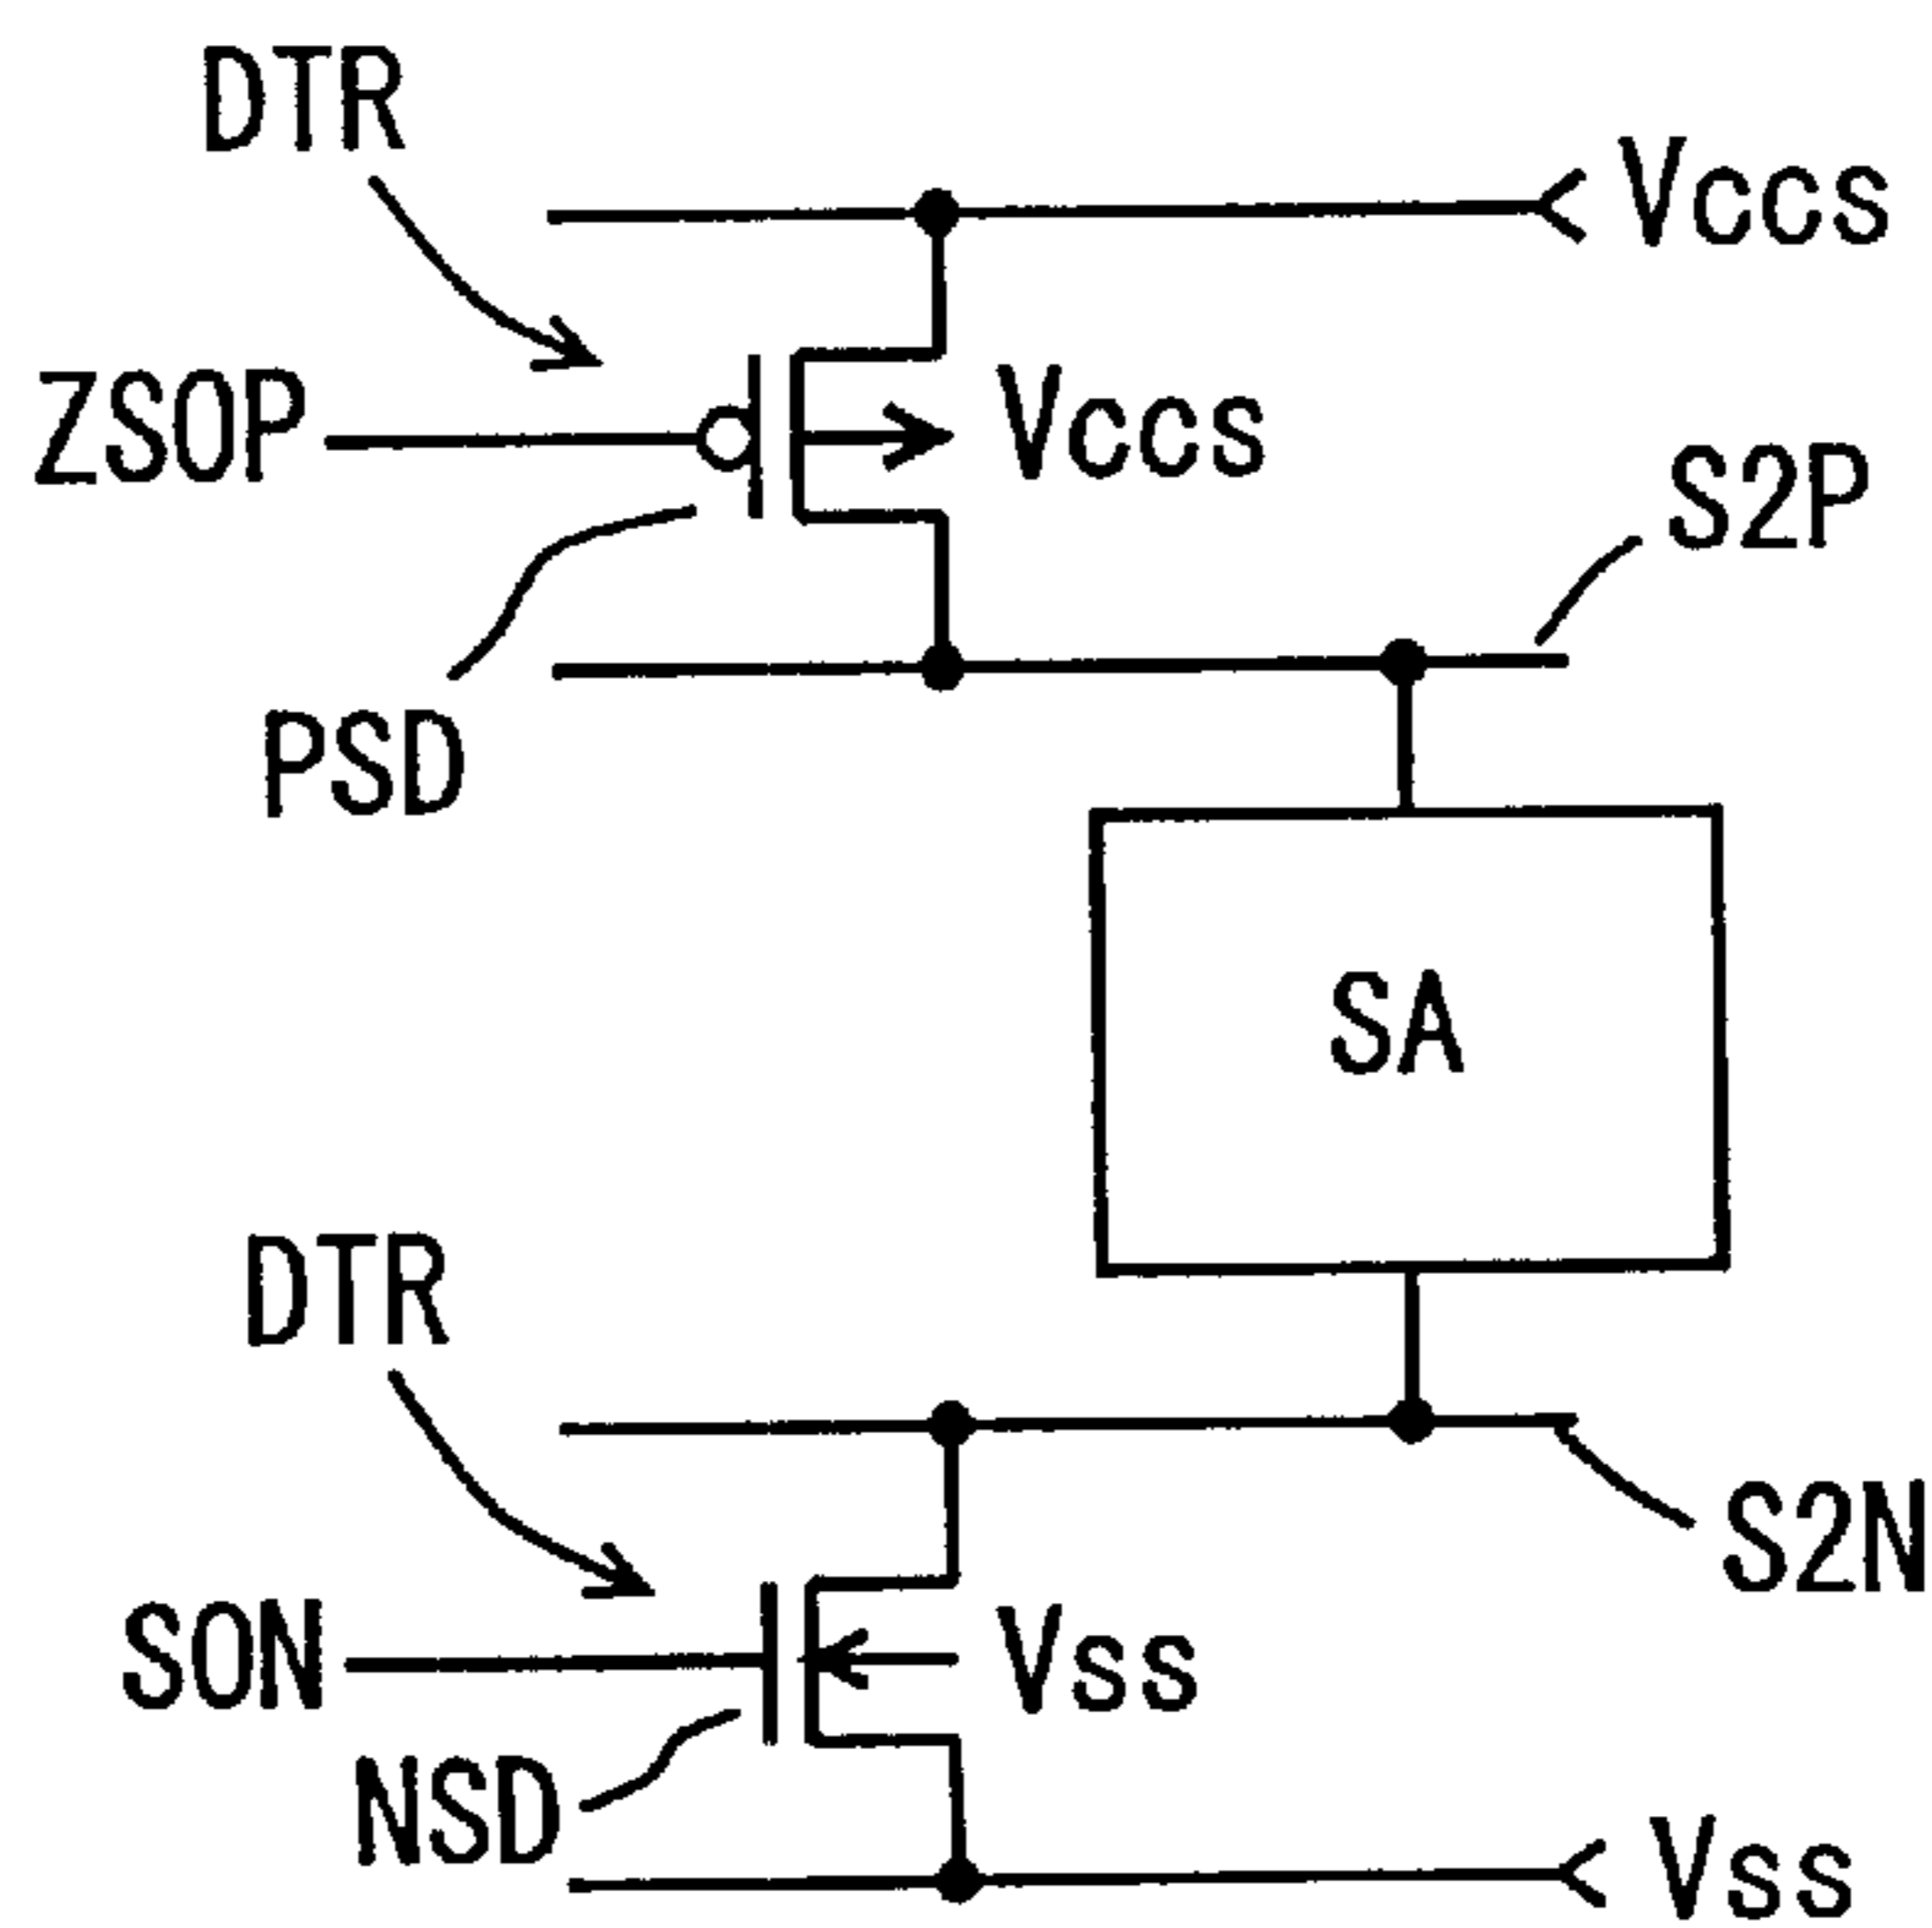 DTR
Vccs
ZSOP
Vccs
S2P
PSD
SA
DTR
S2N
SON
Vss
NSD
Vss